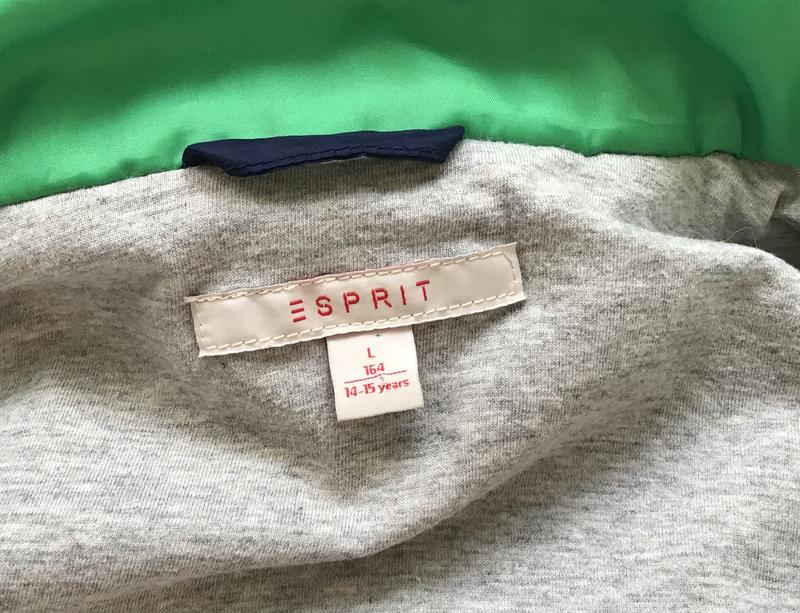 ESPRIT
L
164
14-15 years